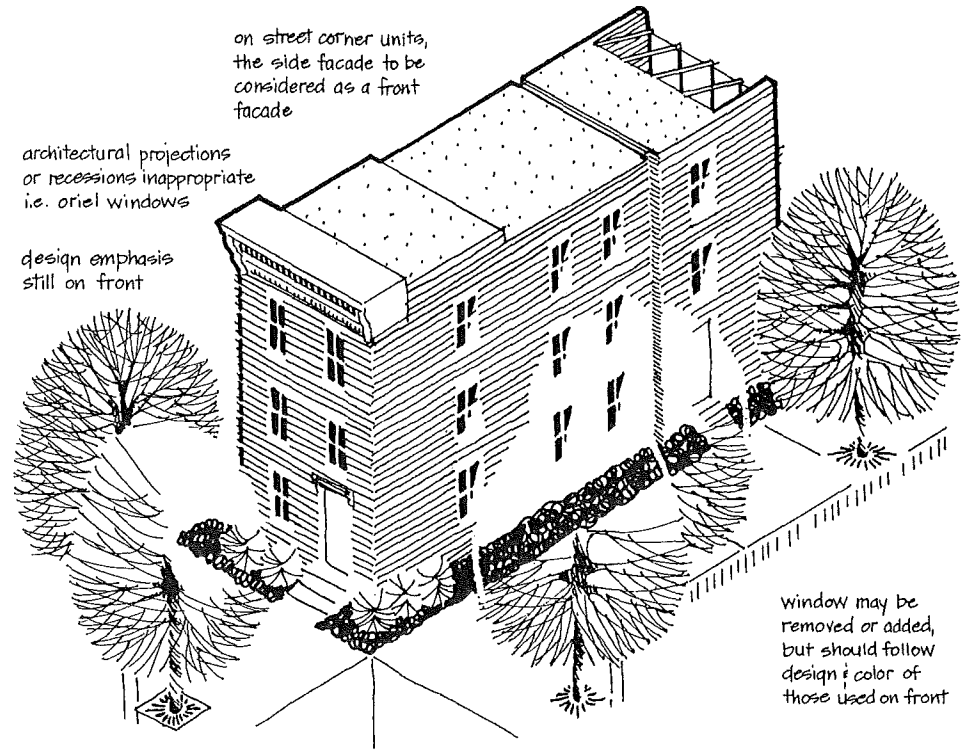 on street corner units,
the side facade to be
considered as a front
facade
architectural projections
or recessions inappropriate
i.e. oriel windows
design emphasis
still on front
window may be
removed or added,
but should follow
design & color of
those used on front